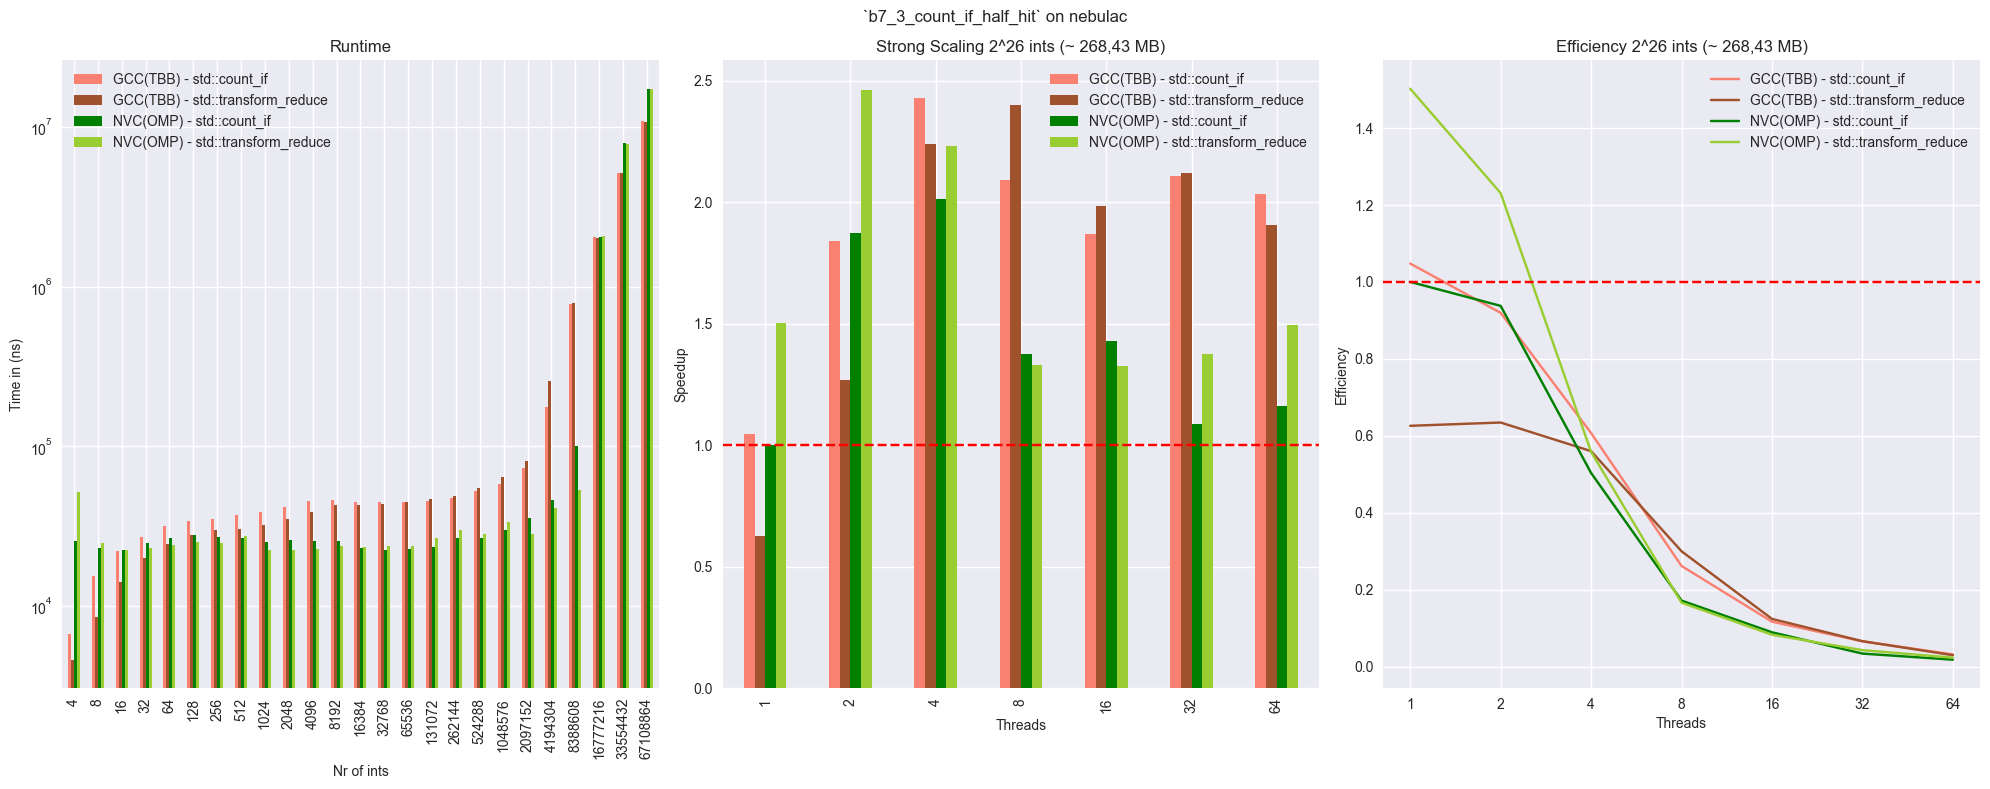 `b7_3_count_if_half_hit` on nebulac
Runtime
GCC(TBB) - std::count_if
GCC(TBB) - std::transform_reduce
NVC(OMP) - std::count_if
NVC(OMP) - std::transform_reduce
10^7
10^6
10^5
10^4
Time in (ns)
4 8 16 32 64 128 256 512 1024 2048 4096 8192 16384 32768 65536 131072 262144 524288 1048576 2097152 4194304 8388608 16777216 33554432 67108864
Nr of ints
Strong Scaling 2^26 ints (~ 268,43 MB)
GCC(TBB) - std::count_if
GCC(TBB) - std::transform_reduce
NVC(OMP) - std::count_if
NVC(OMP) - std::transform_reduce
2.5
2.0
1.5
1.0
0.5
0.0
Speedup
1 2 4 8 16 32 64
Threads
Efficiency 2^26 ints (~ 268,43 MB)
GCC(TBB) - std::count_if
GCC(TBB) - std::transform_reduce
NVC(OMP) - std::count_if
NVC(OMP) - std::transform_reduce
1.4
1.2
1.0
0.8
0.6
0.4
0.2
0.0
Efficiency
1 2 4 8 16 32 64
Threads